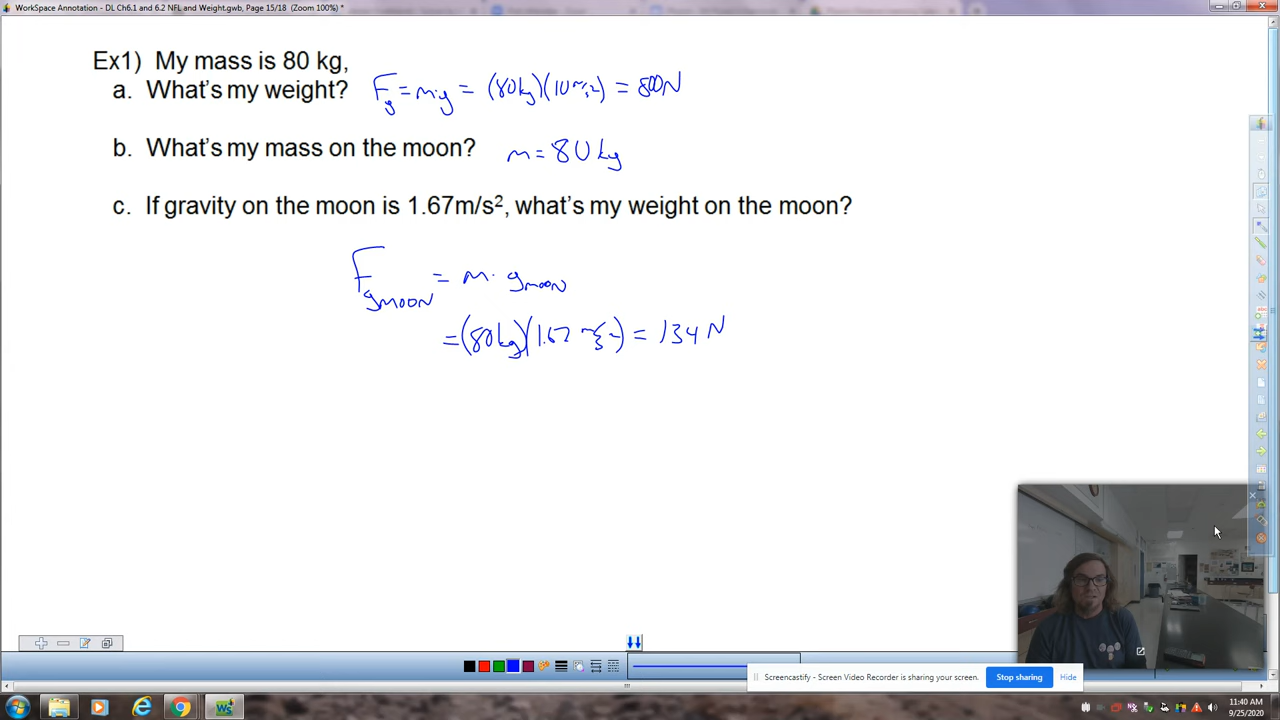 WorkSpace Annotation - DL Ch6.1 and 6.2 NFL and Weight.gwb, Page 15/18 (Zoom 100%) *
Ex1) My mass is 80 kg,
a. What's my weight? Fg = m·g = (80kg)(10 m/s²) = 800N
b. What's my mass on the moon? m = 80 kg
c. If gravity on the moon is 1.67m/s², what's my weight on the moon?
Fgmoon = m · gmoon
= (80kg)(1.67 m/s²) = 134 N
Screencastify - Screen Video Recorder is sharing your screen. Stop sharing Hide
11:40 AM
9/25/2020